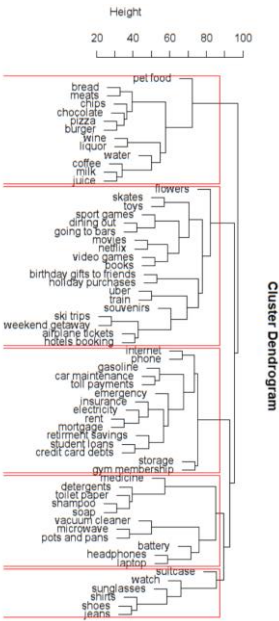 Height
20 40 60 80 100
pet food
bread
meats
chips
chocolate
pizza
burger
wine
liquor
water
coffee
milk
juice
flowers
skates
toys
sport games
dining out
going to bars
movies
netflix
video games
books
birthday gifts to friends
holiday purchases
uber
train
souvenirs
ski trips
weekend getaway
airplane tickets
hotels booking
internet
phone
gasoline
car maintenance
toll payments
emergency
insurance
electricity
rent
mortgage
retirment savings
student loans
credit card debts
storage
gym membership
medicine
detergents
toilet paper
shampoo
soap
vacuum cleaner
microwave
pots and pans
battery
headphones
laptop
suitcase
watch
sunglasses
shirts
shoes
jeans
Cluster Dendrogram